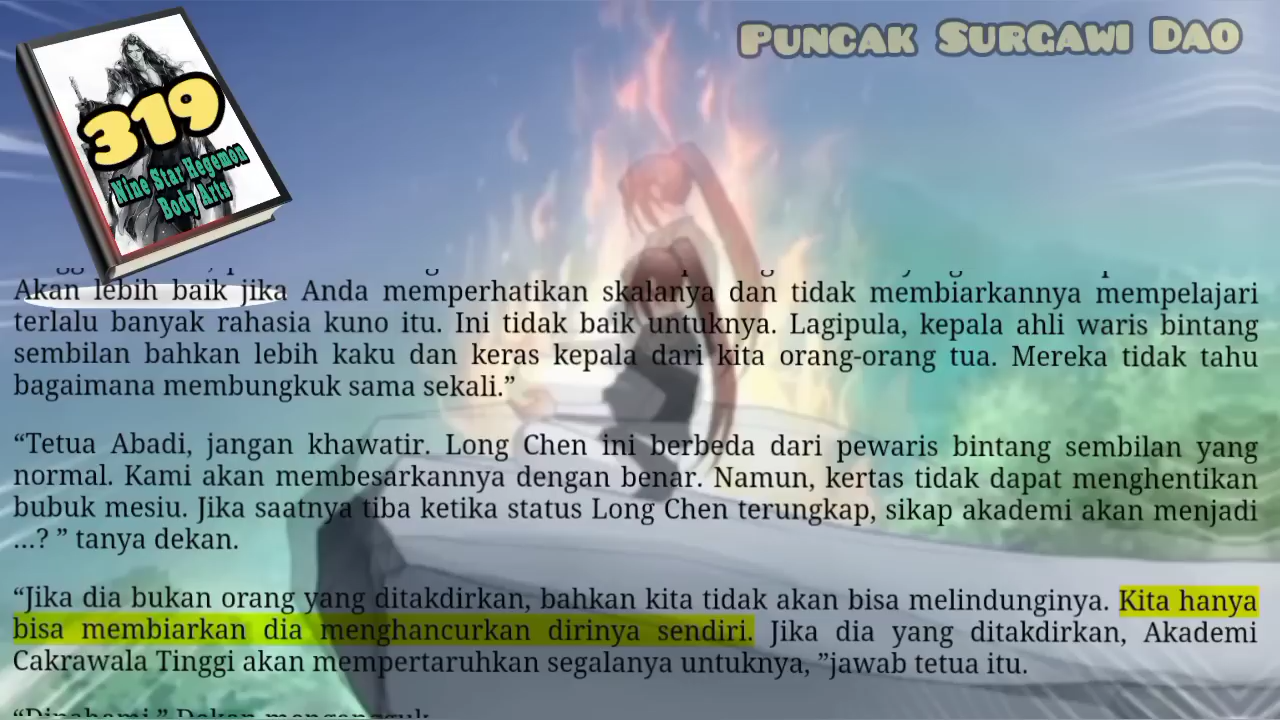 Puncak Surgawi Dao
319
Nine Star Hegemon
Body Arts
Akan lebih baik jika Anda memperhatikan skalanya dan tidak membiarkannya mempelajari
terlalu banyak rahasia kuno itu. Ini tidak baik untuknya. Lagipula, kepala ahli waris bintang
sembilan bahkan lebih kaku dan keras kepala dari kita orang-orang tua. Mereka tidak tahu
bagaimana membungkuk sama sekali.”
“Tetua Abadi, jangan khawatir. Long Chen ini berbeda dari pewaris bintang sembilan yang
normal. Kami akan membesarkannya dengan benar. Namun, kertas tidak dapat menghentikan
bubuk mesiu. Jika saatnya tiba ketika status Long Chen terungkap, sikap akademi akan menjadi
…? ” tanya dekan.
“Jika dia bukan orang yang ditakdirkan, bahkan kita tidak akan bisa melindunginya. Kita hanya
bisa membiarkan dia menghancurkan dirinya sendiri. Jika dia yang ditakdirkan, Akademi
Cakrawala Tinggi akan mempertaruhkan segalanya untuknya, ”jawab tetua itu.
“Dipahami,” Dekan mengangguk.